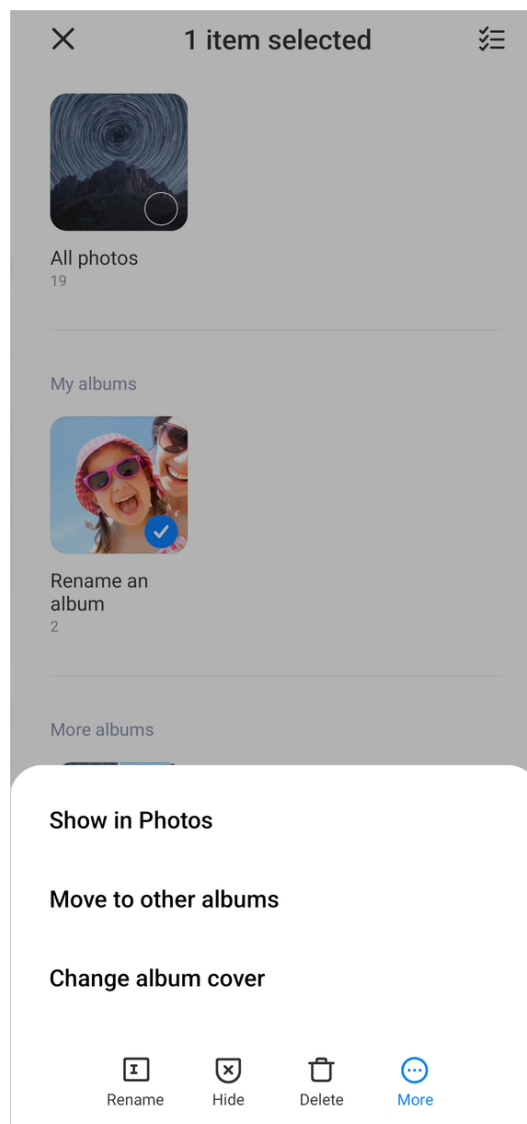 1 item selected
All photos
19
My albums
Rename an
album
2
More albums
Show in Photos
Move to other albums
Change album cover
Rename
Hide
Delete
More